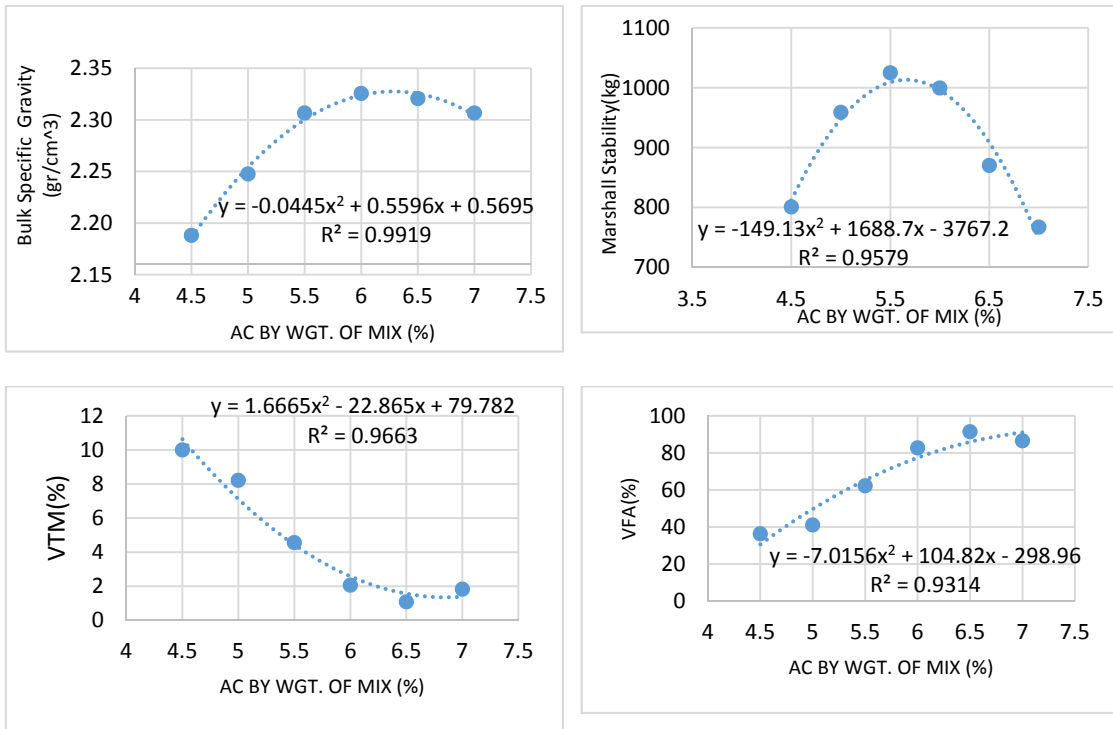 Bulk Specific Gravity
(gr/cm^3)
2.35
2.30
2.25
2.20
2.15
y = -0.0445x² + 0.5596x + 0.5695
R² = 0.9919
4 4.5 5 5.5 6 6.5 7 7.5
AC BY WGT. OF MIX (%)
Marshall Stability(kg)
1100
1000
900
800
700
y = -149.13x² + 1688.7x - 3767.2
R² = 0.9579
3.5 4.5 5.5 6.5 7.5
AC BY WGT. OF MIX (%)
VTM(%)
y = 1.6665x² - 22.865x + 79.782
R² = 0.9663
12
10
8
6
4
2
0
4 4.5 5 5.5 6 6.5 7 7.5
AC BY WGT. OF MIX (%)
VFA(%)
100
80
60
40
20
0
y = -7.0156x² + 104.82x - 298.96
R² = 0.9314
4 4.5 5 5.5 6 6.5 7 7.5
AC BY WGT. OF MIX (%)